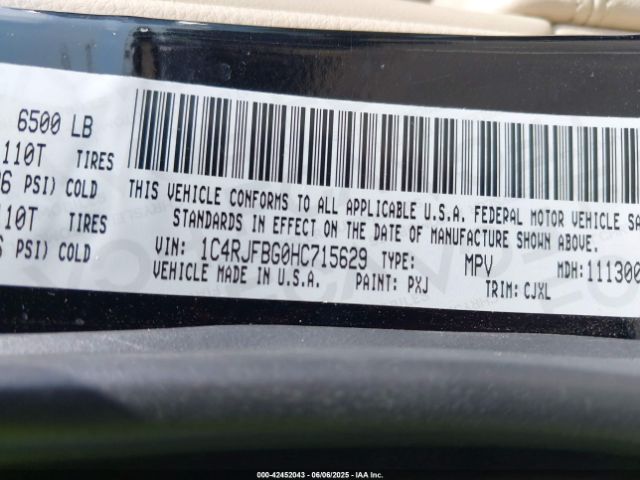 6500 LB
110T TIRES
6 PSI) COLD
110T TIRES
6 PSI) COLD
THIS VEHICLE CONFORMS TO ALL APPLICABLE U.S.A. FEDERAL MOTOR VEHICLE SA
STANDARDS IN EFFECT ON THE DATE OF MANUFACTURE SHOWN ABOVE.
VIN: 1C4RJFBG0HC715629 TYPE: MPV MDH: 111300
VEHICLE MADE IN U.S.A. PAINT: PXJ TRIM: CJXL
000-42452043 - 06/06/2025 - IAA Inc.